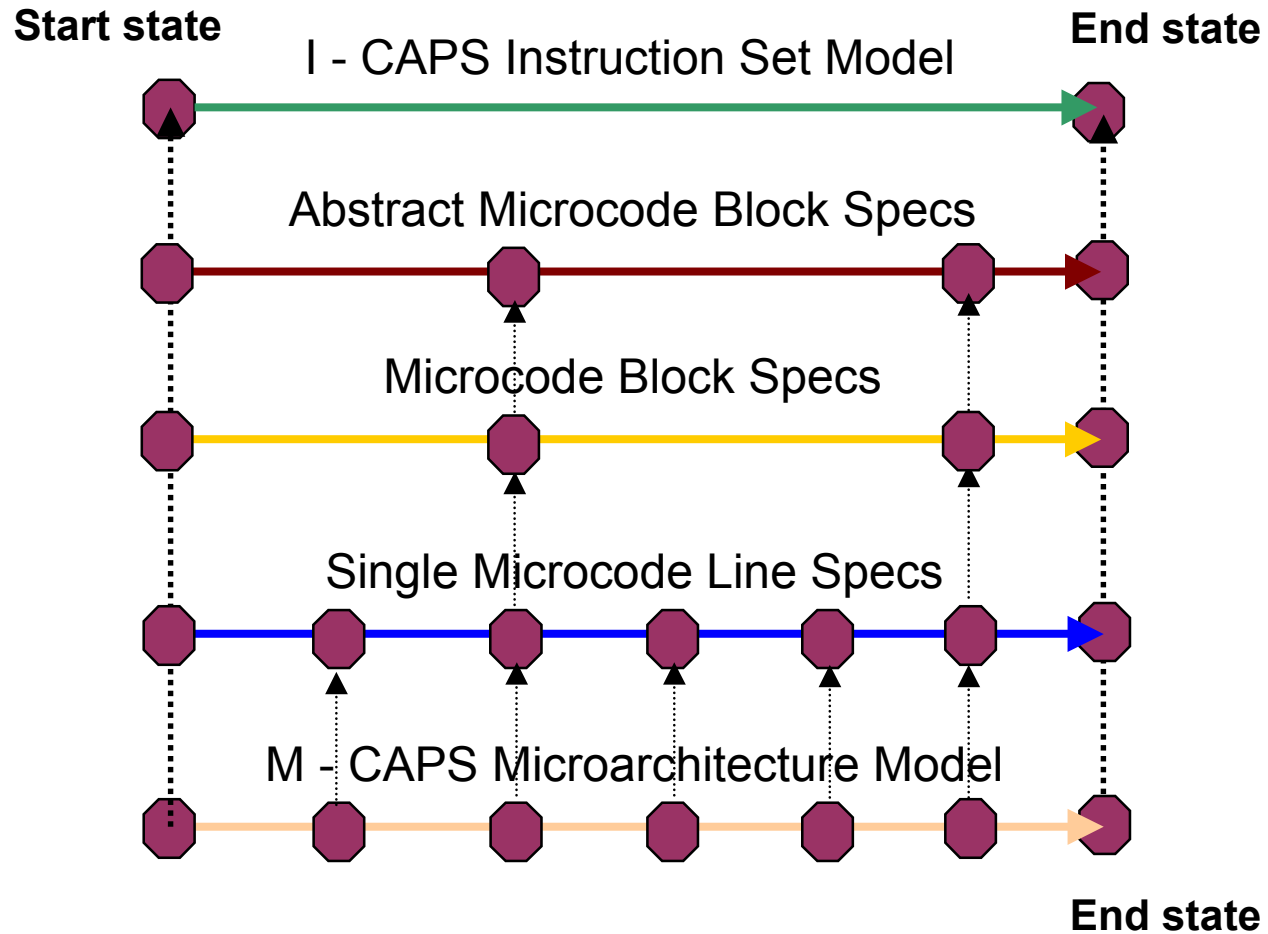 Start state
End state
I - CAPS Instruction Set Model
Abstract Microcode Block Specs
Microcode Block Specs
Single Microcode Line Specs
M - CAPS Microarchitecture Model
End state